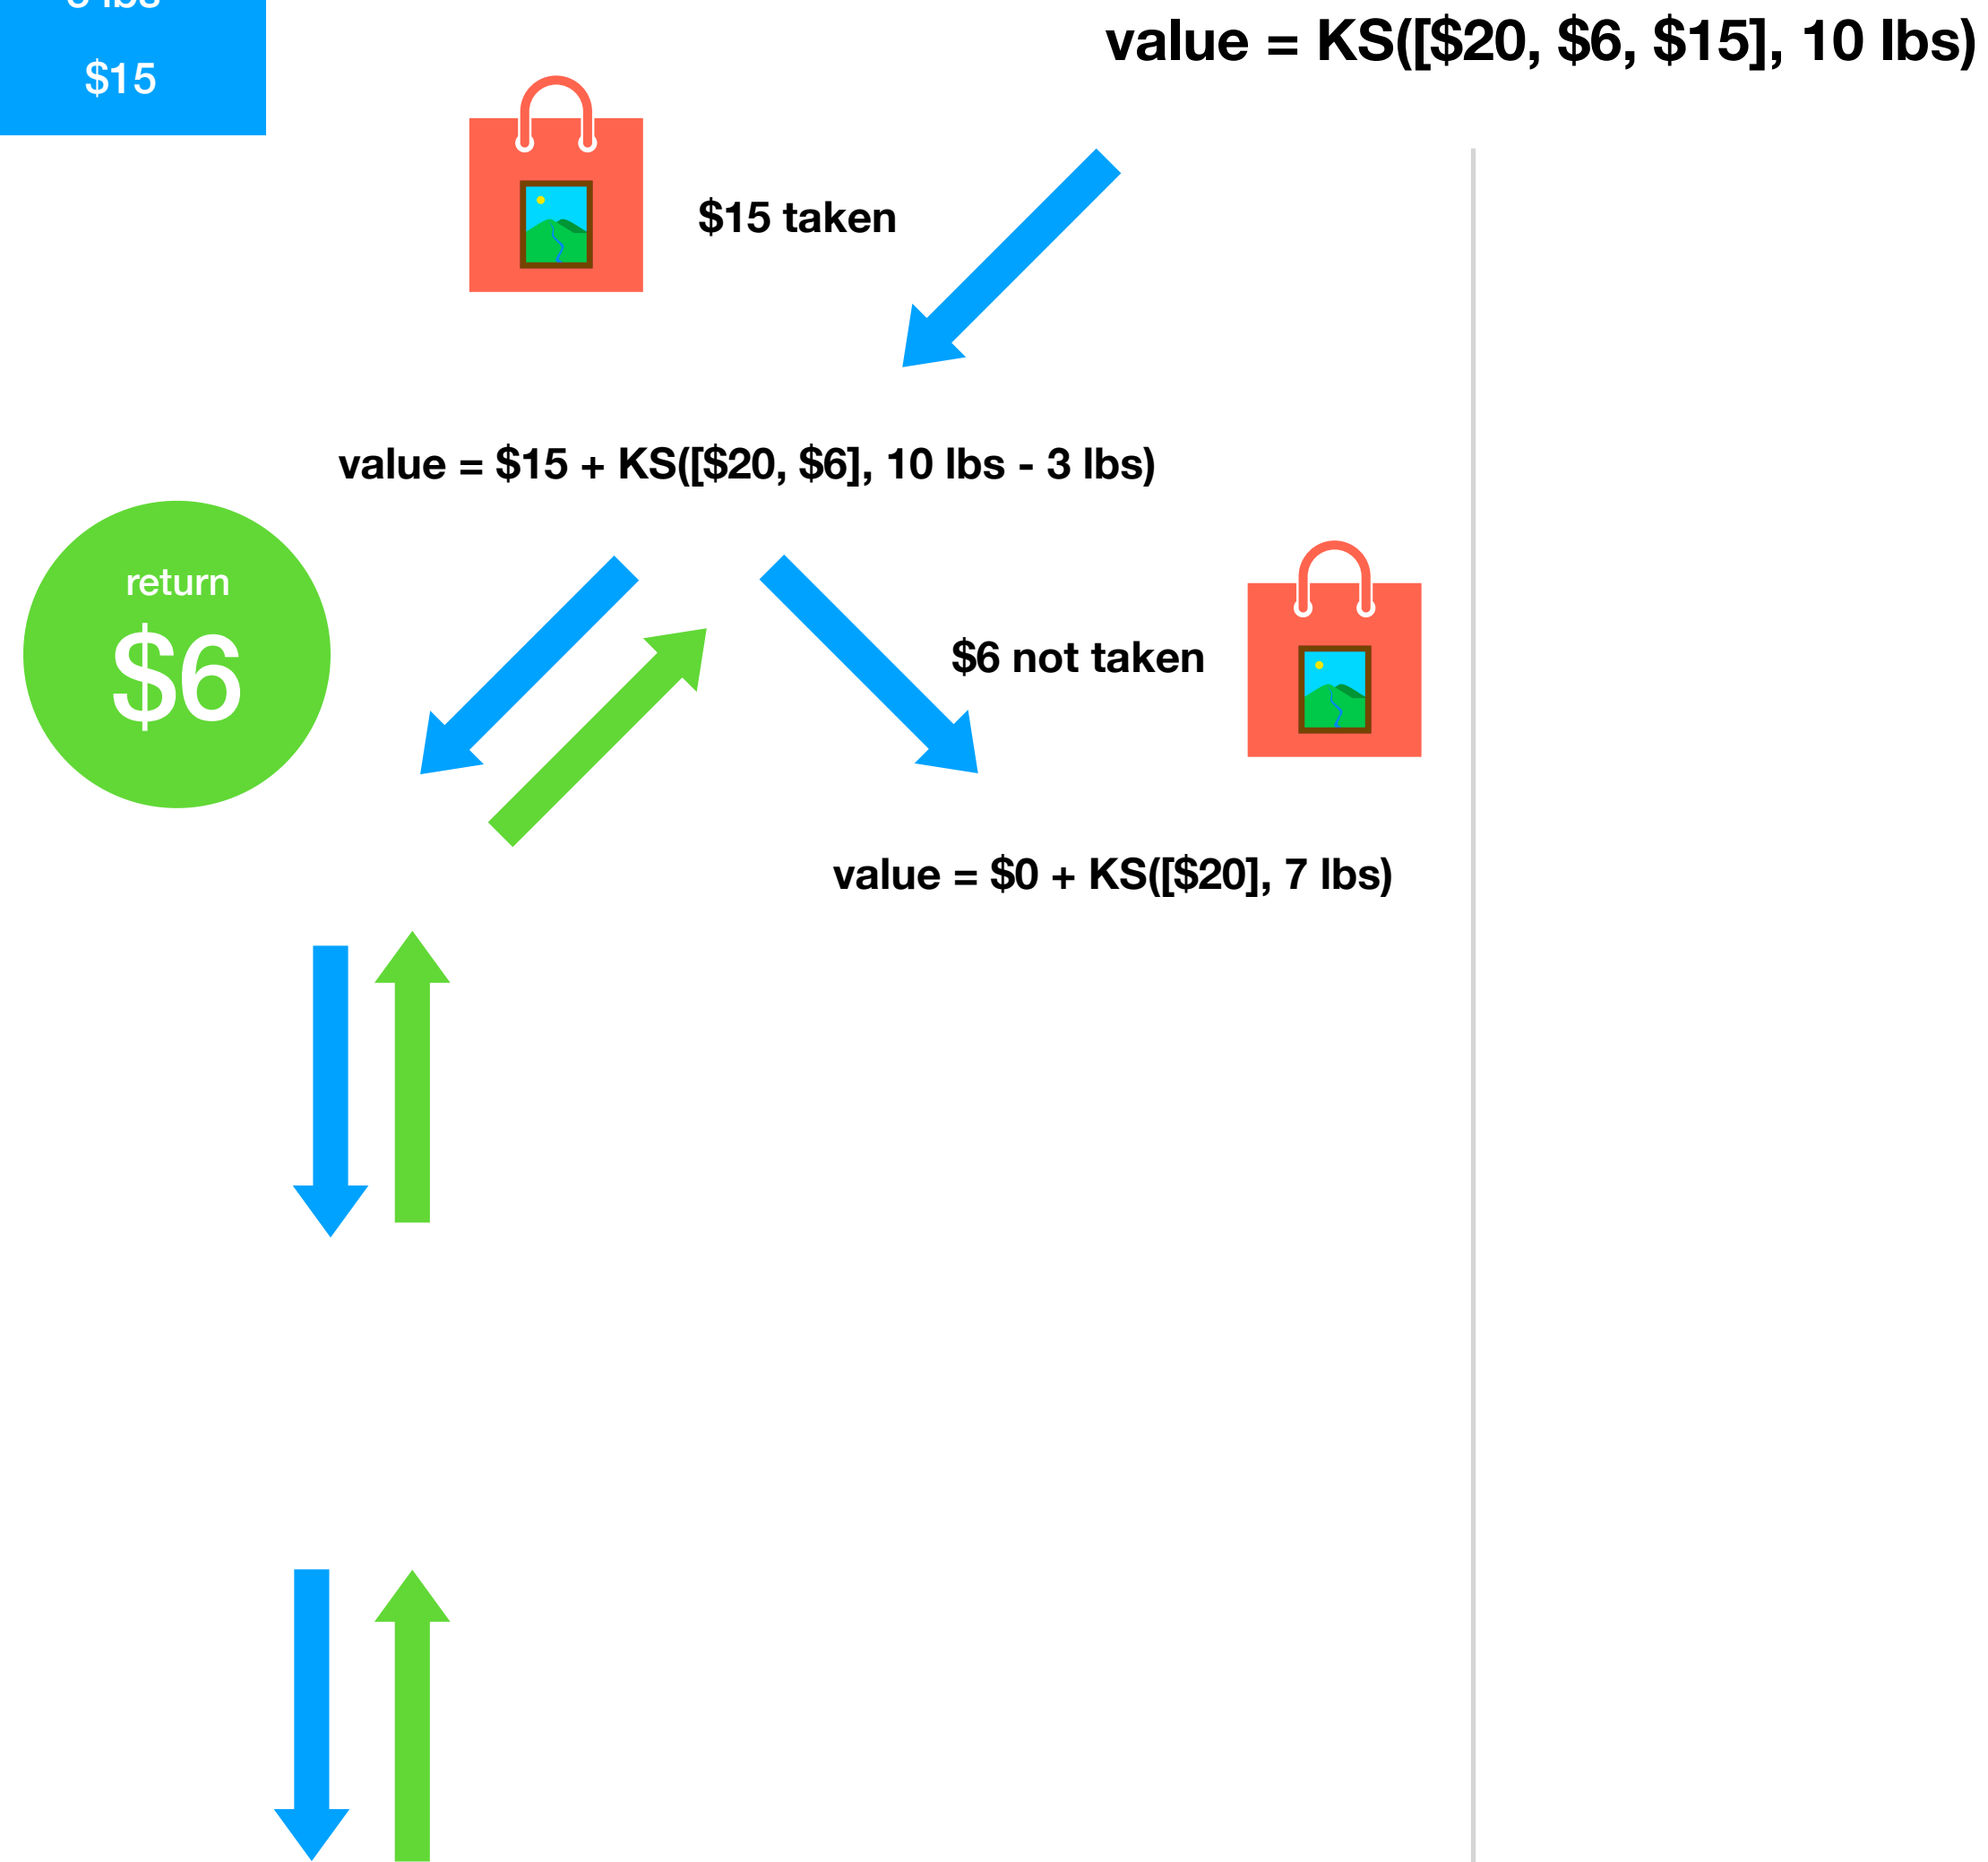 lbs
$15
value = KS([$20, $6, $15], 10 lbs)
$15 taken
value = $15 + KS([$20, $6], 10 lbs - 3 lbs)
return
$6
$6 not taken
value = $0 + KS([$20], 7 lbs)